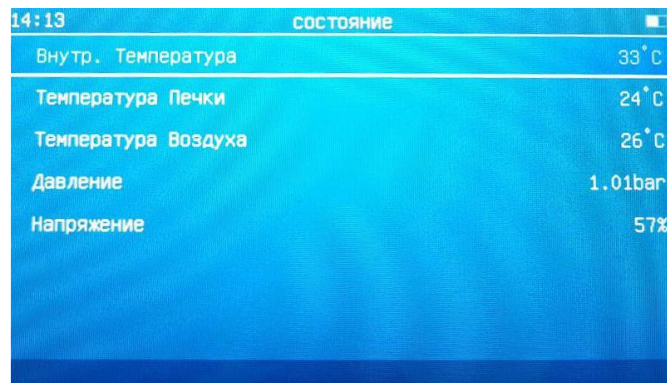 14:13 состояние
Внутр. Температура 33°C
Температура Печки 24°C
Температура Воздуха 26°C
Давление 1.01bar
Напряжение 57%